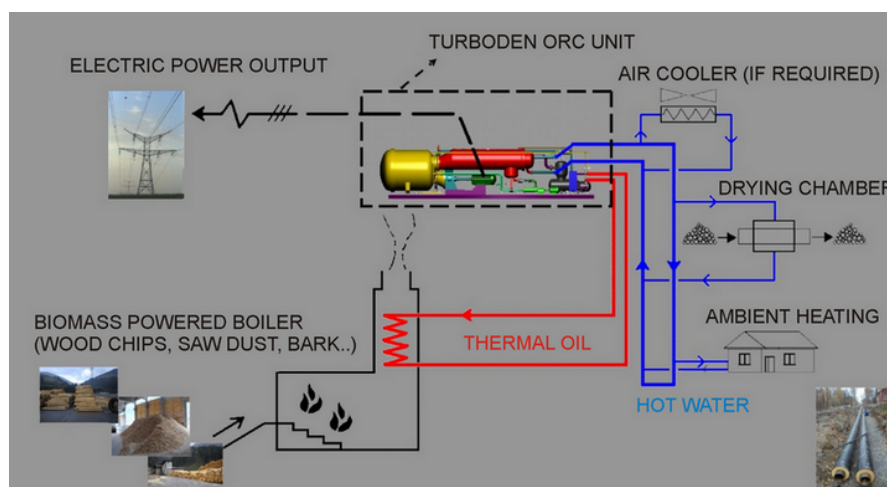 TURBODEN ORC UNIT
ELECTRIC POWER OUTPUT
AIR COOLER (IF REQUIRED)
DRYING CHAMBER
BIOMASS POWERED BOILER
(WOOD CHIPS, SAW DUST, BARK..)
THERMAL OIL
AMBIENT HEATING
HOT WATER